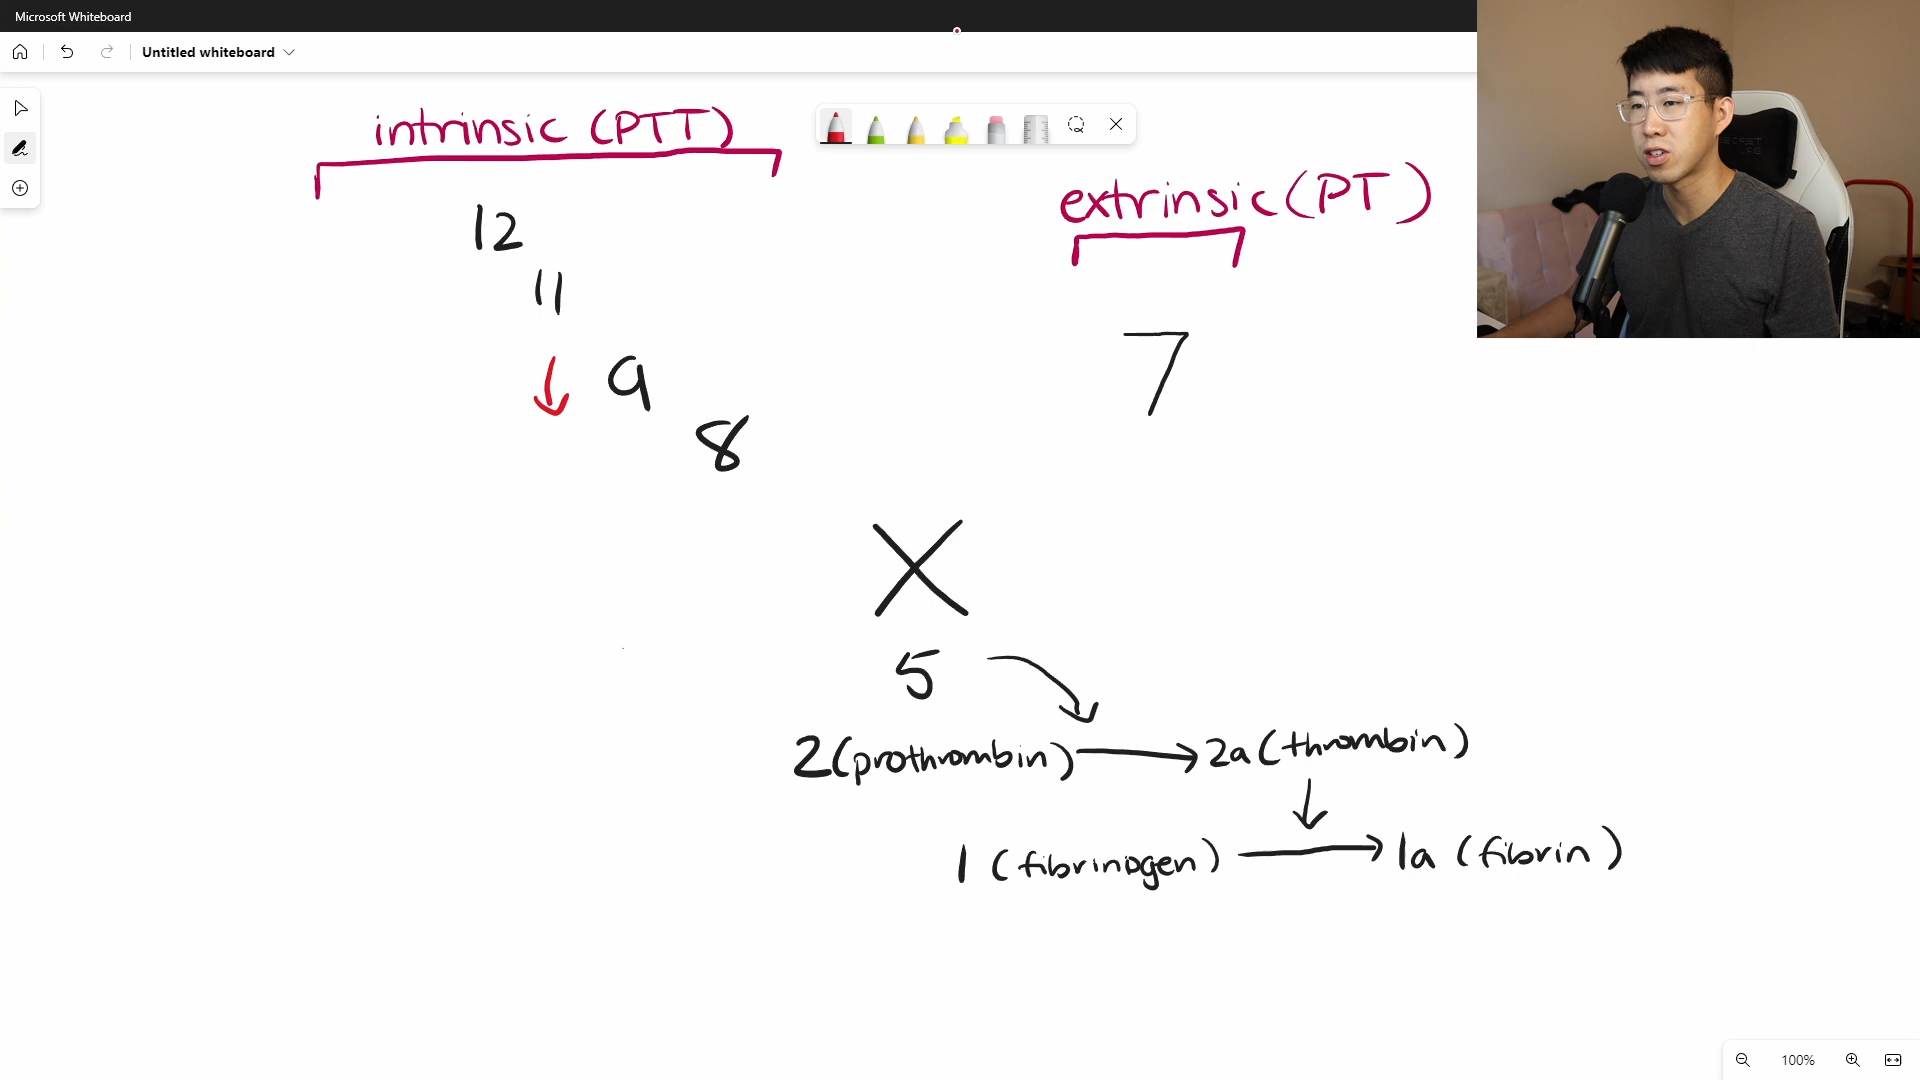 Microsoft Whiteboard
Untitled whiteboard
intrinsic (PTT)
extrinsic (PT)
12
11
9
7
8
X
5
2 (prothrombin) → 2a (thrombin)
1 (fibrinogen) → 1a (fibrin)
100%